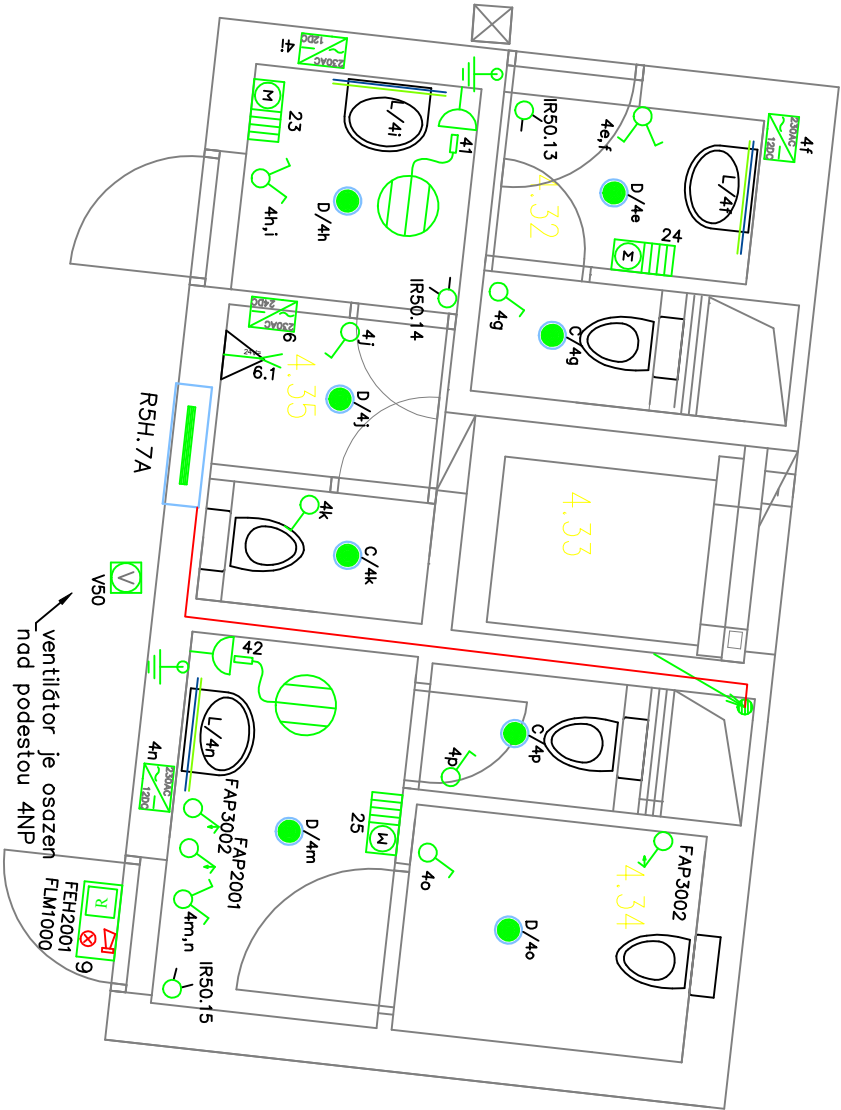 4i
230AC
12DC
M
23
L/4i
41
4h,i
D/4h
IR50.13
4e,f
4f
230AC
12DC
L/4f
D/4e
4.32
24
M
IR50.14
4g
C/4g
24DC
230AC
6
6.1
4j
4.35
D/4j
R5H.7A
4k
C/4k
4.33
V
V50
ventilátor je osazen
nad podestou 4NP
42
L/4n
4n
230AC
12DC
C/4p
4p
25
M
D/4m
FAP3002
FAP2001
4m,n
IR50.15
4o
D/4o
FAP3002
4.34
R
FEH2001
FLM1000
9